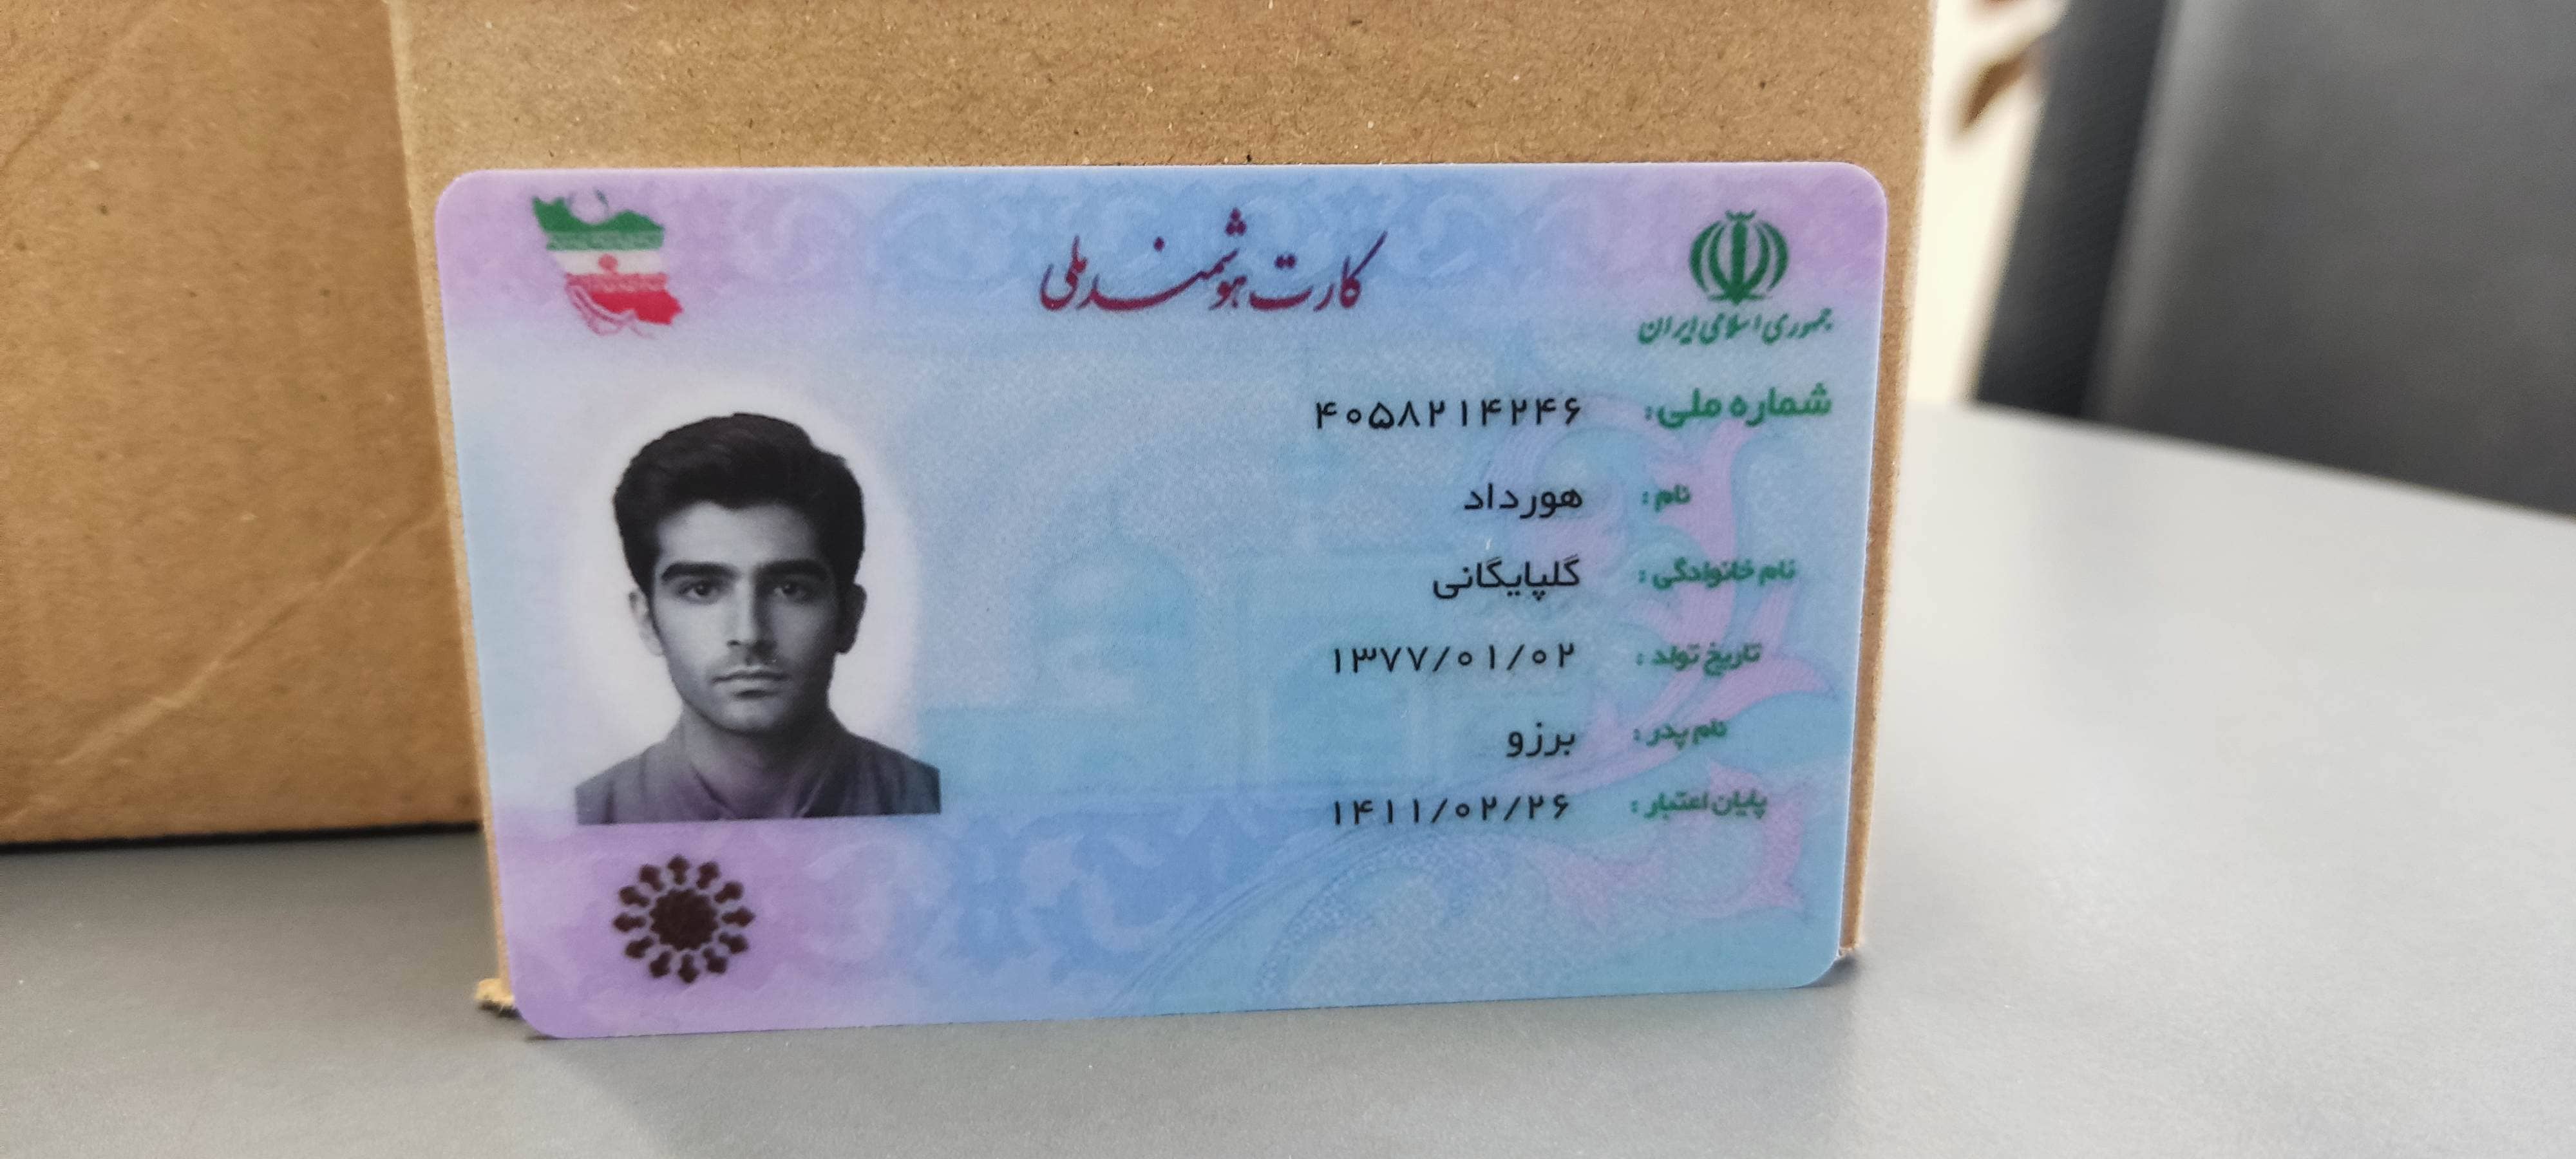 کارت هوشمند ملی
جمهوری اسلامی ایران
شماره ملی: ۴۰۵۸۲۱۴۲۴۶
نام: هورداد
نام خانوادگی: گلپایگانی
تاریخ تولد: ۱۳۷۷/۰۱/۰۲
نام پدر: برزو
پایان اعتبار: ۱۴۱۱/۰۲/۲۶